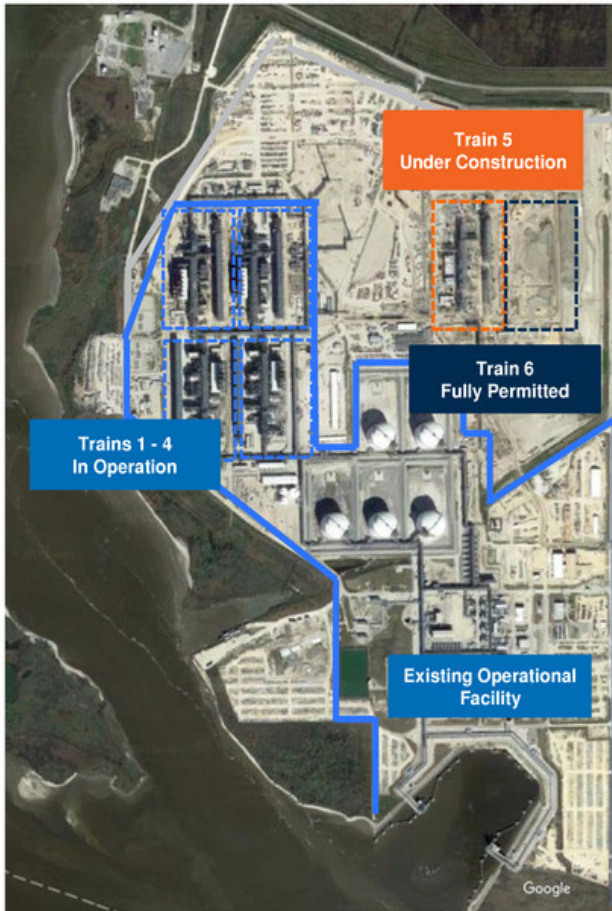 Train 5
Under Construction
Train 6
Fully Permitted
Trains 1 - 4
In Operation
Existing Operational
Facility
Google